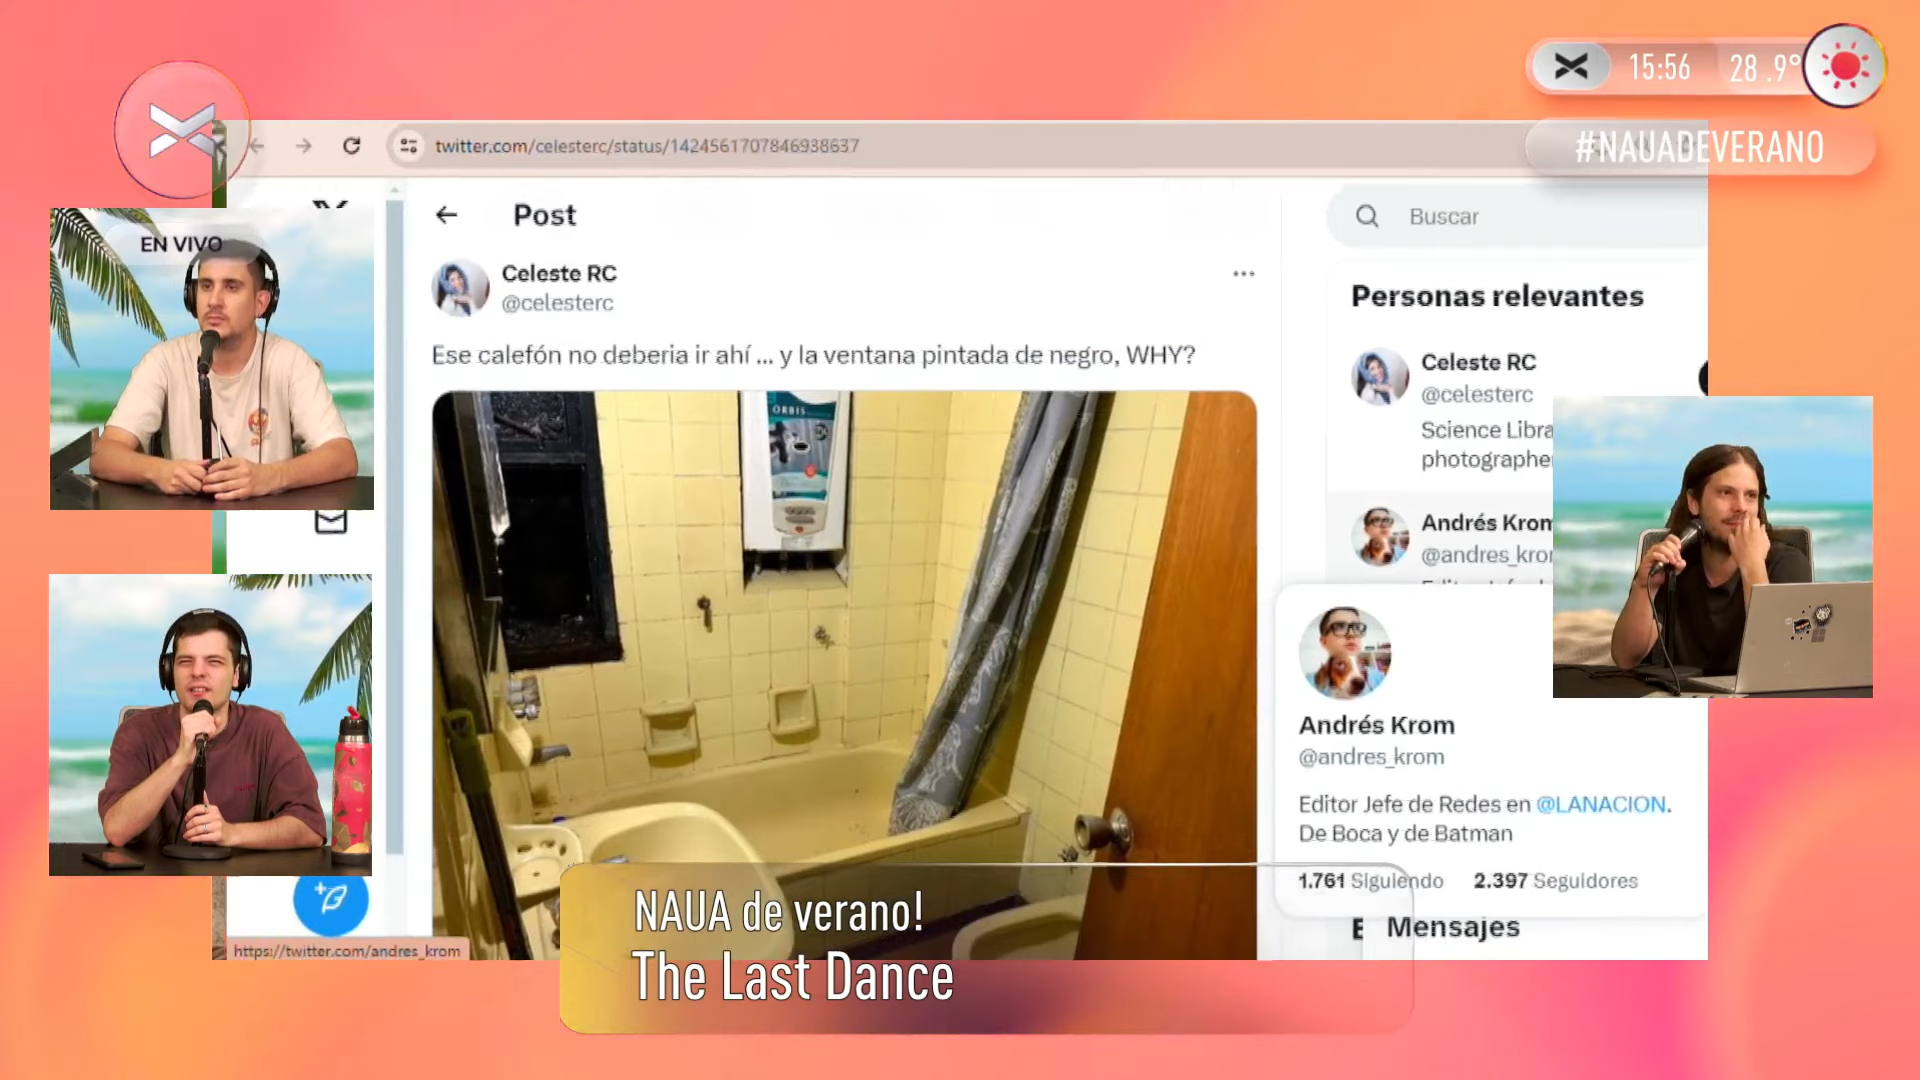 15:56
28.9°
#NAUADEVERANO
twitter.com/celesterc/status/1424561707846938637
EN VIVO
Post
Buscar
Celeste RC
@celesterc
Ese calefón no deberia ir ahí ... y la ventana pintada de negro, WHY?
ORBIS
Personas relevantes
Celeste RC
@celesterc
Science Libra
photographe
Andrés Krom
@andres_kro
Andrés Krom
@andres_krom
Editor Jefe de Redes en @LANACION.
De Boca y de Batman
1.761 Siguiendo 2.397 Seguidores
E Mensajes
https://twitter.com/andres_krom
NAUA de verano!
The Last Dance